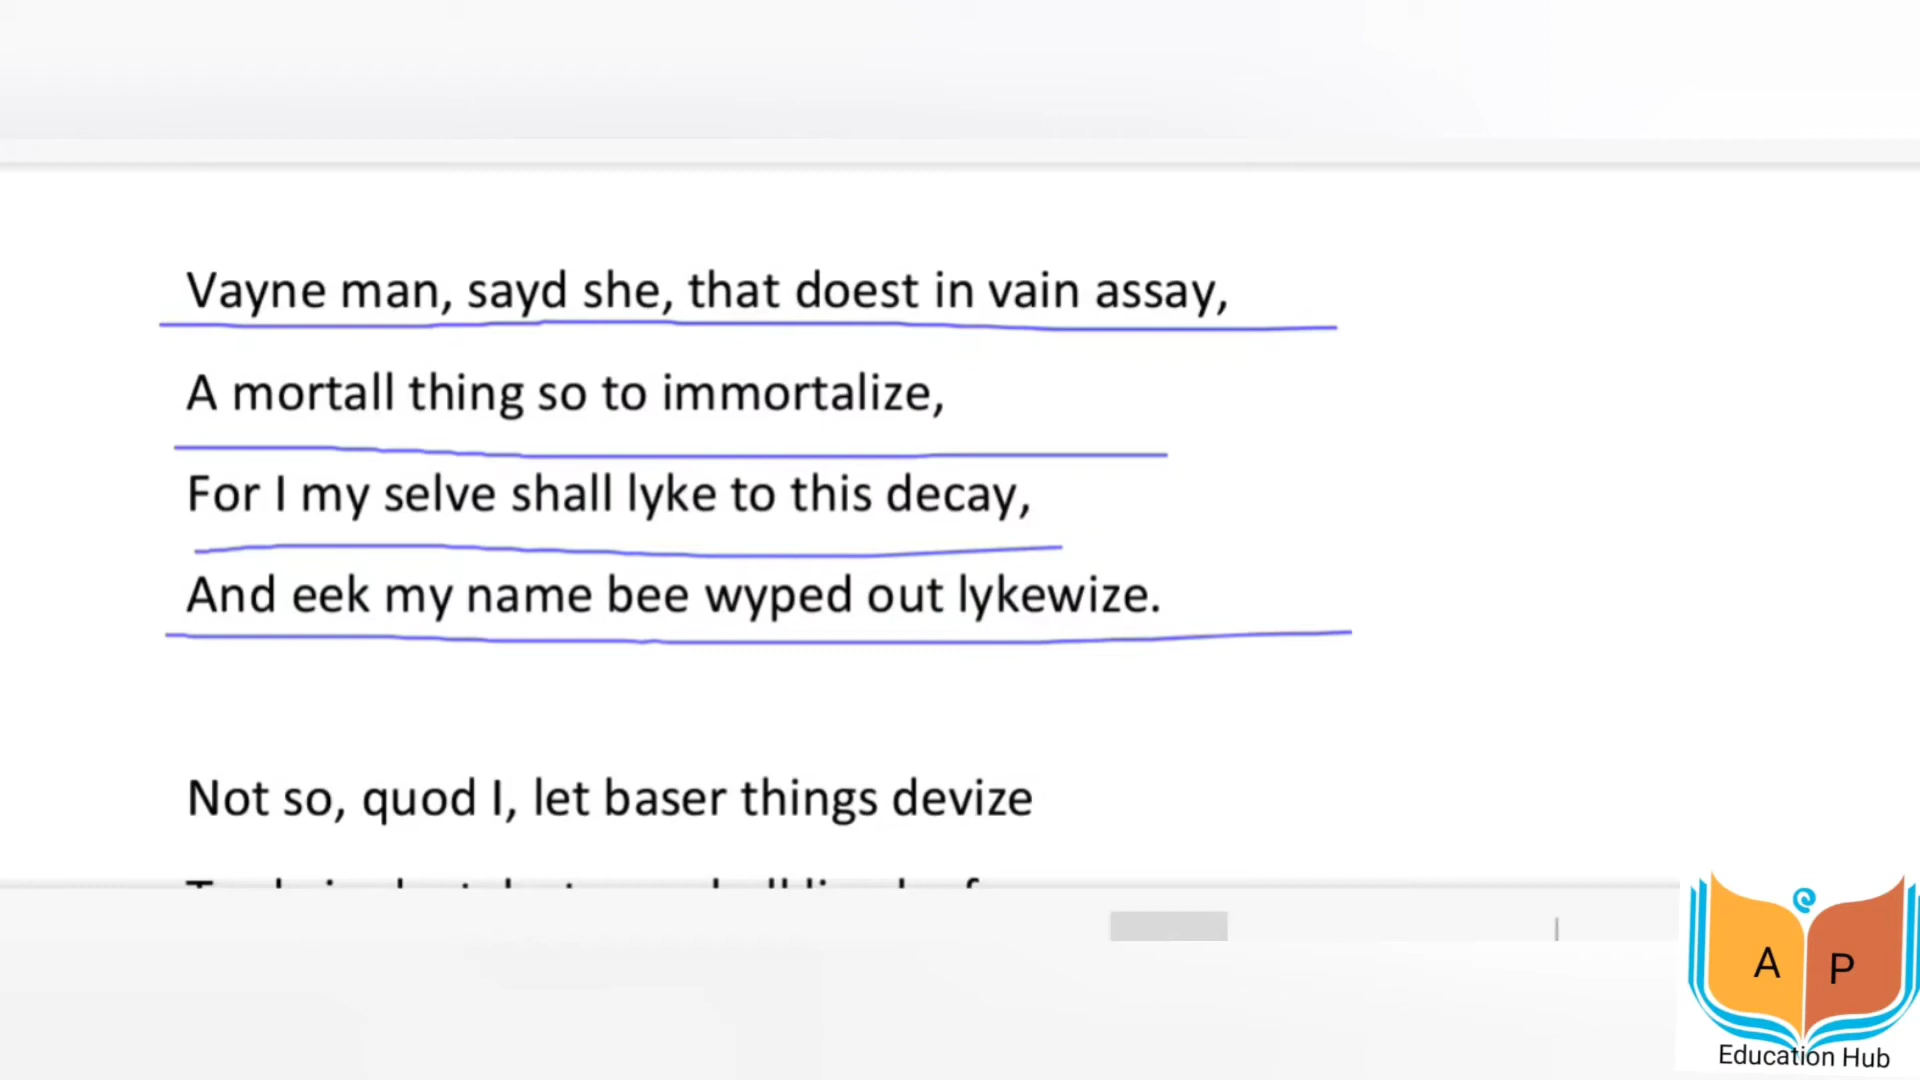 Vayne man, sayd she, that doest in vain assay,
A mortall thing so to immortalize,
For I my selve shall lyke to this decay,
And eek my name bee wyped out lykewize.
Not so, quod I, let baser things devize
A P
Education Hub